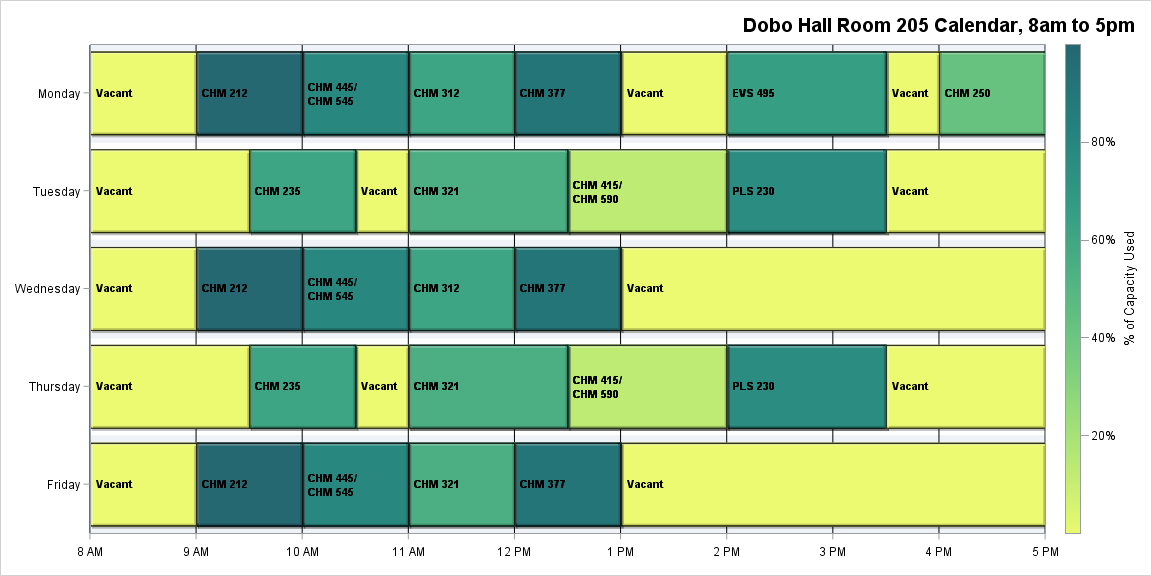 Dobo Hall Room 205 Calendar, 8am to 5pm
Monday
Vacant
CHM 212
CHM 445/
CHM 545
CHM 312
CHM 377
Vacant
EVS 495
Vacant
CHM 250
Tuesday
Vacant
CHM 235
Vacant
CHM 321
CHM 415/
CHM 590
PLS 230
Vacant
Wednesday
Vacant
CHM 212
CHM 445/
CHM 545
CHM 312
CHM 377
Vacant
Thursday
Vacant
CHM 235
Vacant
CHM 321
CHM 415/
CHM 590
PLS 230
Vacant
Friday
Vacant
CHM 212
CHM 445/
CHM 545
CHM 321
CHM 377
Vacant
8 AM
9 AM
10 AM
11 AM
12 PM
1 PM
2 PM
3 PM
4 PM
5 PM
80%
60%
40%
20%
% of Capacity Used